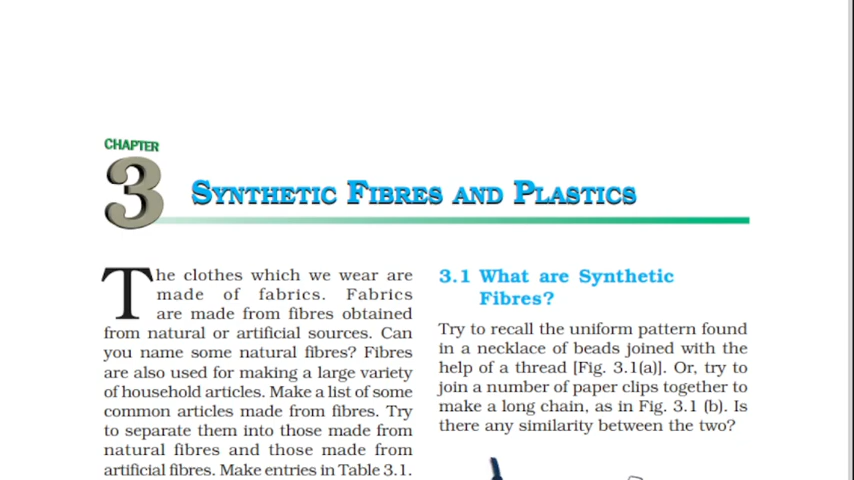 CHAPTER
3
SYNTHETIC FIBRES AND PLASTICS
The clothes which we wear are
made of fabrics. Fabrics
are made from fibres obtained
from natural or artificial sources. Can
you name some natural fibres? Fibres
are also used for making a large variety
of household articles. Make a list of some
common articles made from fibres. Try
to separate them into those made from
natural fibres and those made from
artificial fibres. Make entries in Table 3.1.
3.1 What are Synthetic
Fibres?
Try to recall the uniform pattern found
in a necklace of beads joined with the
help of a thread [Fig. 3.1(a)]. Or, try to
join a number of paper clips together to
make a long chain, as in Fig. 3.1 (b). Is
there any similarity between the two?